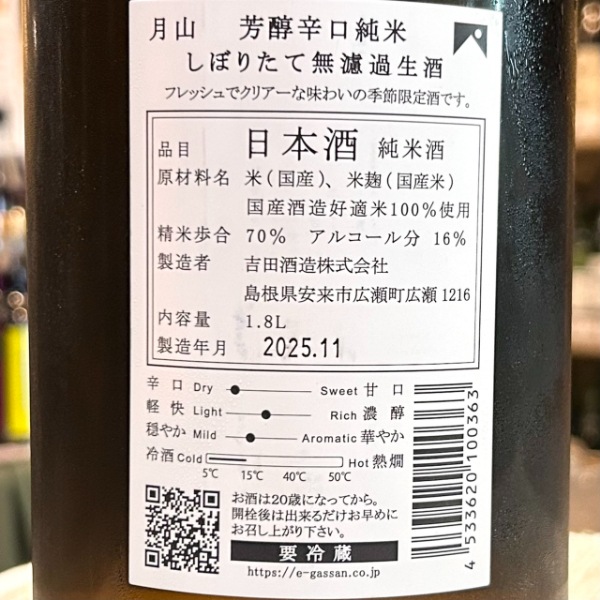 月山 芳醇辛口純米
しぼりたて無濾過生酒
フレッシュでクリアーな味わいの季節限定酒です。
品目 日本酒 純米酒
原材料名 米(国産)、米麹(国産米)
国産酒造好適米100%使用
精米歩合 70% アルコール分 16%
製造者 吉田酒造株式会社
島根県安来市広瀬町広瀬 1216
内容量 1.8L
製造年月 2025.11
辛口 Dry Sweet 甘口
軽快 Light Rich 濃醇
穏やか Mild Aromatic 華やか
冷酒 Cold Hot 熱燗
5℃ 15℃ 40℃ 50℃
お酒は20歳になってから。
開栓後は出来るだけお早めに
お召し上がり下さい。
要冷蔵
https://e-gassan.co.jp
4 533620 100363